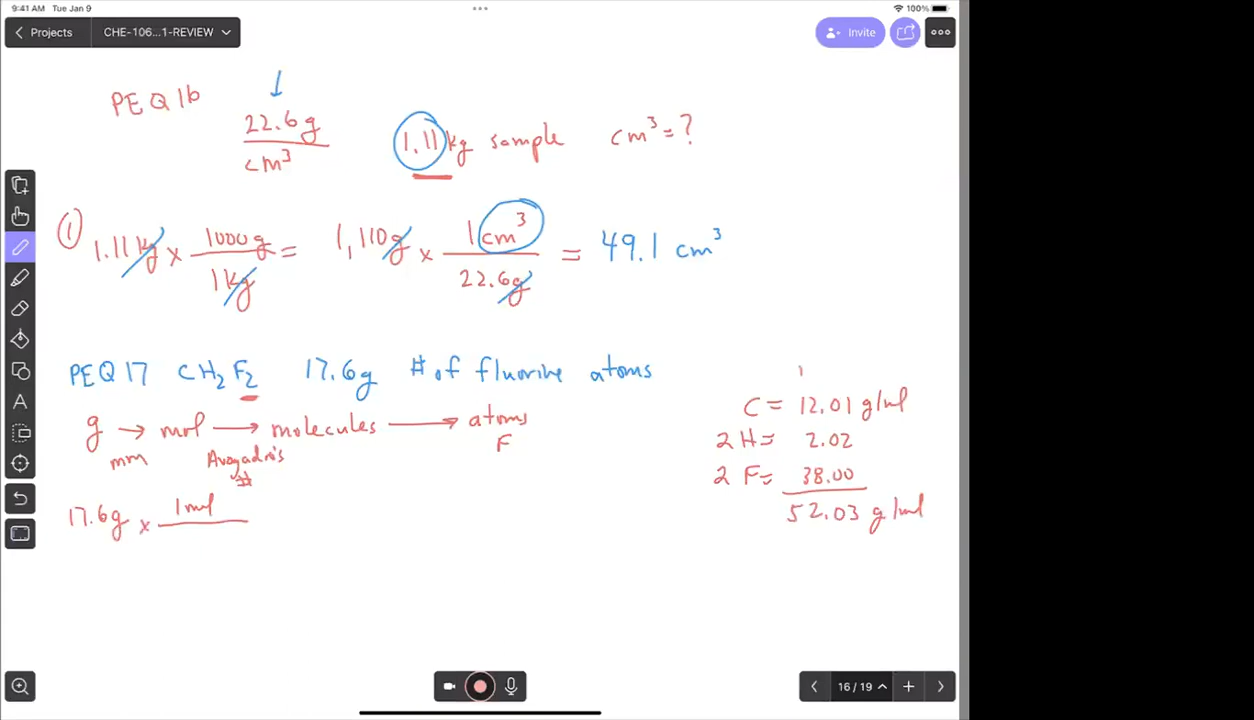 9:41 AM Tue Jan 9
100%
Projects
CHE-106...1-REVIEW
Invite
PEQ 16
22.6 g
cm³
1.11 kg sample cm³ = ?
① 1.11 kg × 1000 g / 1 kg = 1,110 g × 1 cm³ / 22.6 g = 49.1 cm³
PEQ 17 CH₂F₂ 17.6g # of fluorine atoms
g → mol → molecules → atoms
mm Avogadro's F
#
17.6g × 1 mol
C = 12.01 g/mol
2 H = 2.02
2 F = 38.00
52.03 g/mol
A
16 / 19